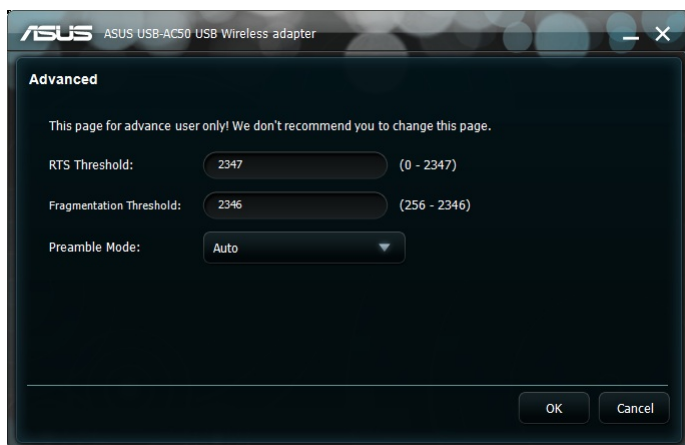 ASUS ASUS USB-AC50 USB Wireless adapter
Advanced
This page for advance user only! We don't recommend you to change this page.
RTS Threshold: 2347 (0 - 2347)
Fragmentation Threshold: 2346 (256 - 2346)
Preamble Mode: Auto
OK Cancel